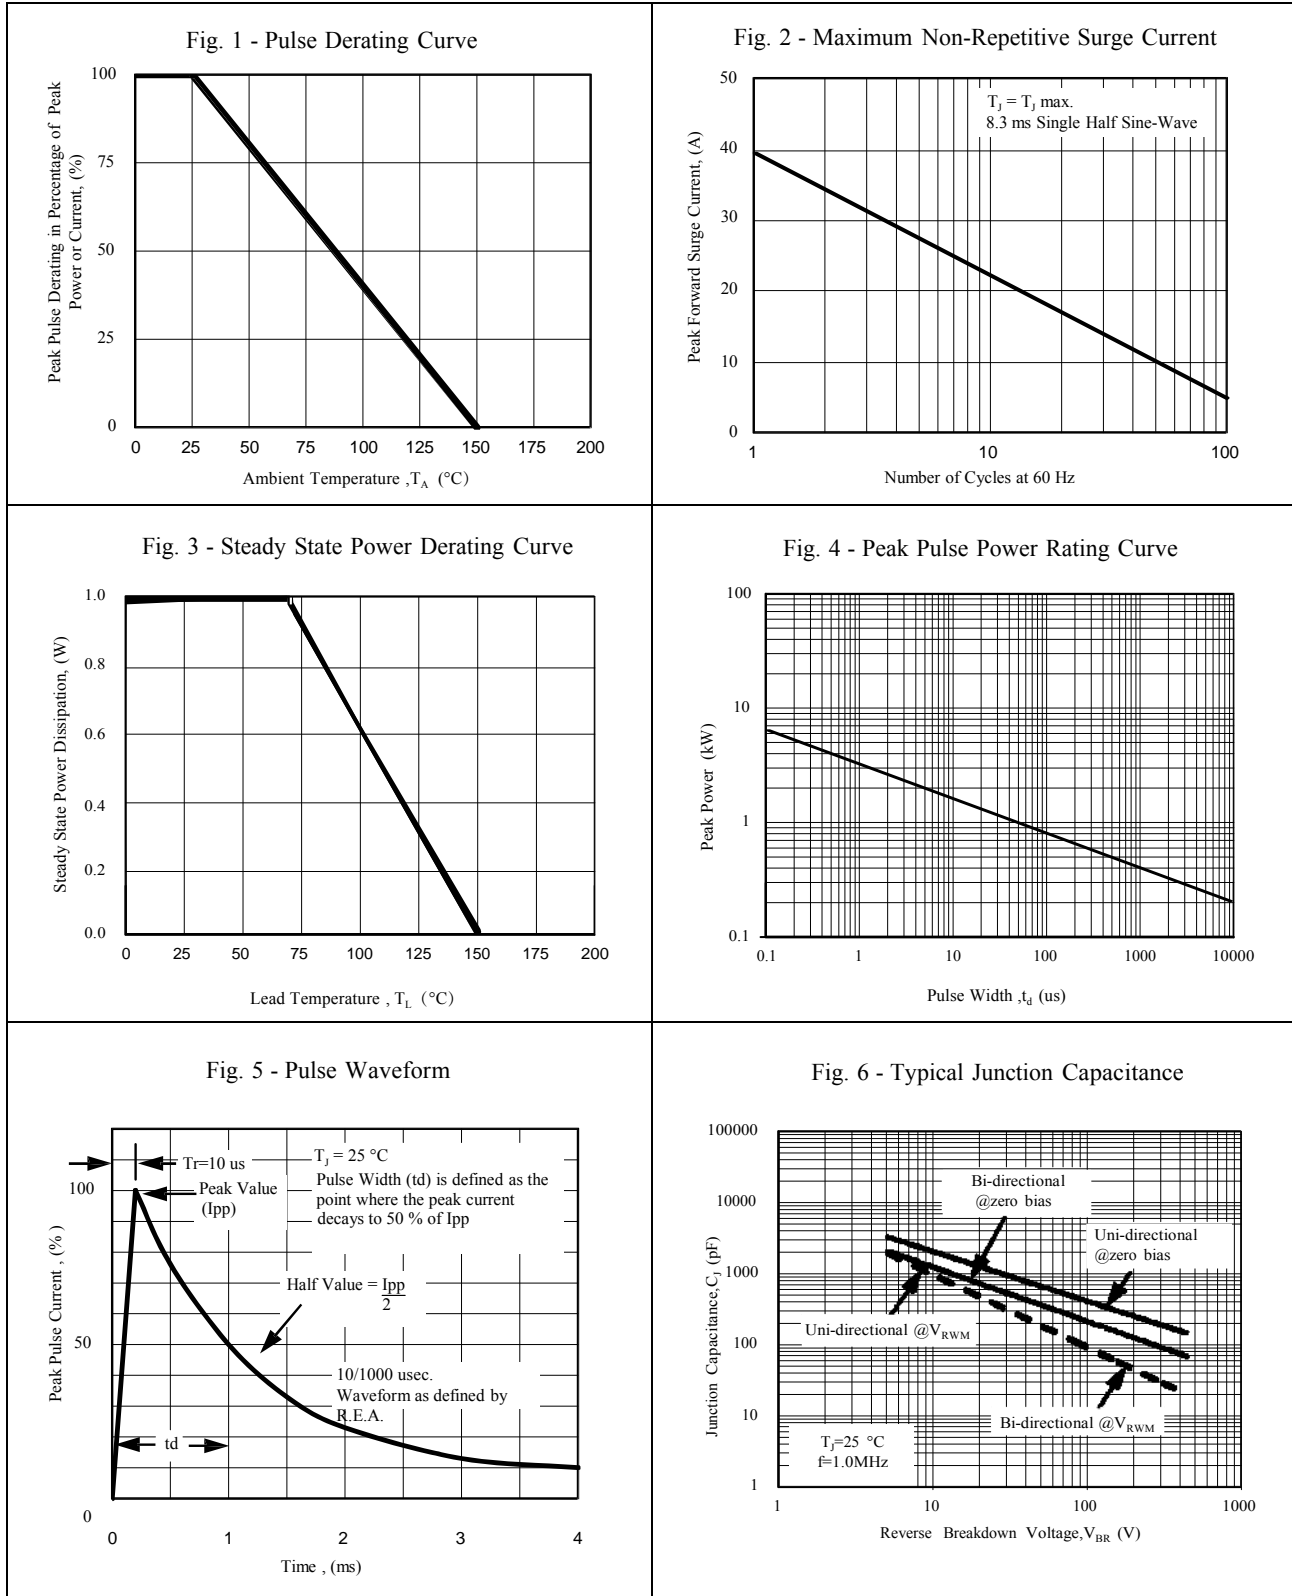 Fig. 1 - Pulse Derating Curve
Peak Pulse Derating in Percentage of Peak
Power or Current, (%)
100
75
50
25
0
0 25 50 75 100 125 150 175 200
Ambient Temperature ,TA (°C)
Fig. 2 - Maximum Non-Repetitive Surge Current
Peak Forward Surge Current, (A)
50
40
30
20
10
0
TJ = TJ max.
8.3 ms Single Half Sine-Wave
1 10 100
Number of Cycles at 60 Hz
Fig. 3 - Steady State Power Derating Curve
Steady State Power Dissipation, (W)
1.0
0.8
0.6
0.4
0.2
0.0
0 25 50 75 100 125 150 175 200
Lead Temperature , TL (°C)
Fig. 4 - Peak Pulse Power Rating Curve
Peak Power (kW)
100
10
1
0.1
0.1 1 10 100 1000 10000
Pulse Width ,td (us)
Fig. 5 - Pulse Waveform
Peak Pulse Current , (% )
100
50
0
Tr=10 us
Peak Value
(Ipp)
TJ = 25 °C
Pulse Width (td) is defined as the
point where the peak current
decays to 50 % of Ipp
Half Value = Ipp
2
10/1000 usec.
Waveform as defined by
R.E.A.
td
0 1 2 3 4
Time , (ms)
Fig. 6 - Typical Junction Capacitance
Junction Capacitance,CJ (pF)
100000
10000
1000
100
10
1
Bi-directional
@zero bias
Uni-directional
@zero bias
Uni-directional @VRWM
Bi-directional @VRWM
TJ=25 °C
f=1.0MHz
1 10 100 1000
Reverse Breakdown Voltage,VBR (V)